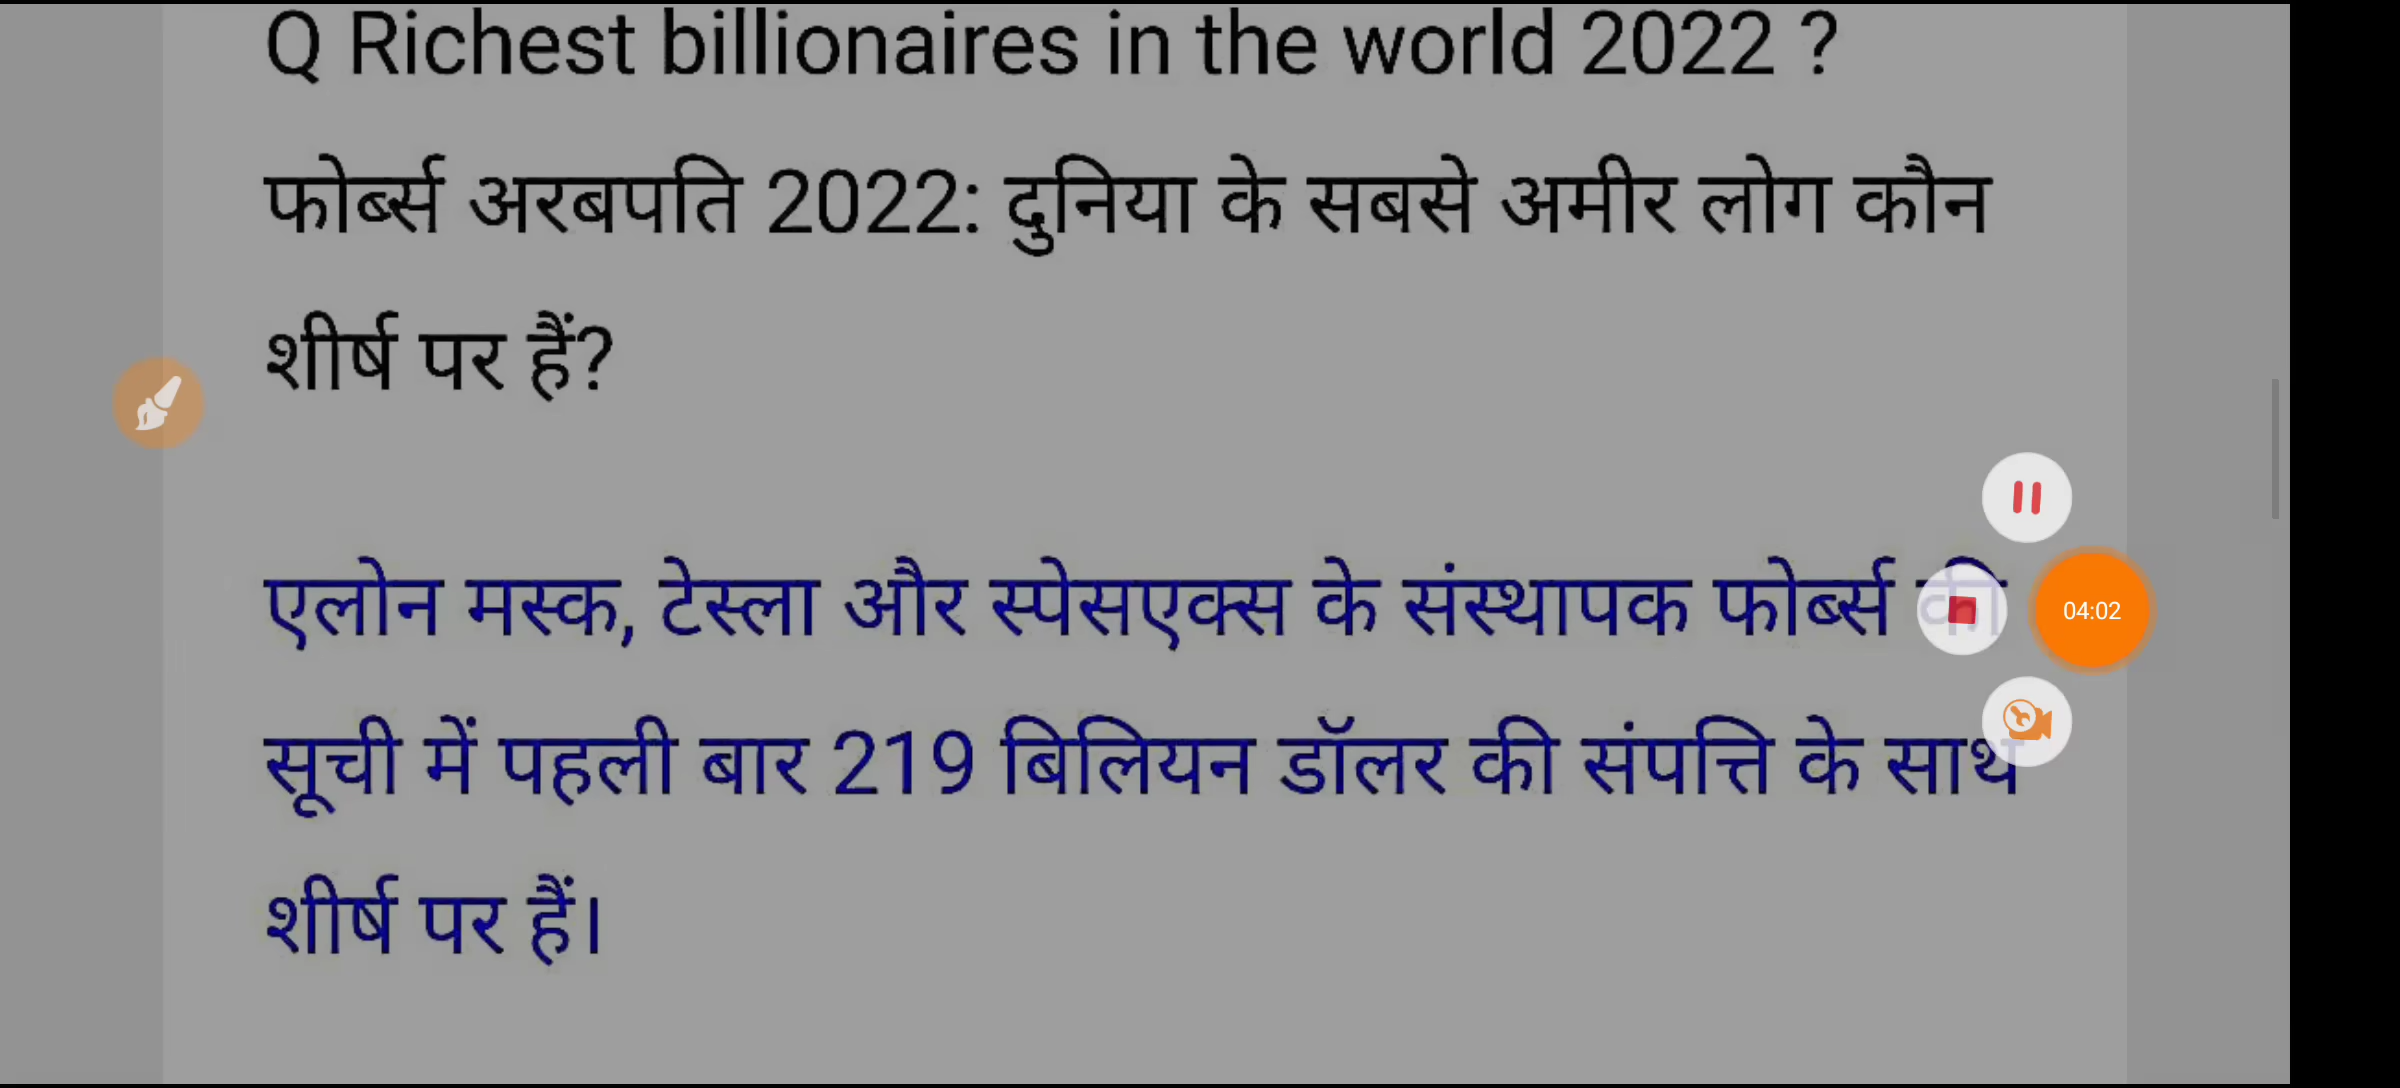 Q Richest billionaires in the world 2022 ?
फोर्ब्स अरबपति 2022: दुनिया के सबसे अमीर लोग कौन
शीर्ष पर हैं?
एलोन मस्क, टेस्ला और स्पेसएक्स के संस्थापक फोर्ब्स की
04:02
सूची में पहली बार 219 बिलियन डॉलर की संपत्ति के साथ
शीर्ष पर हैं।